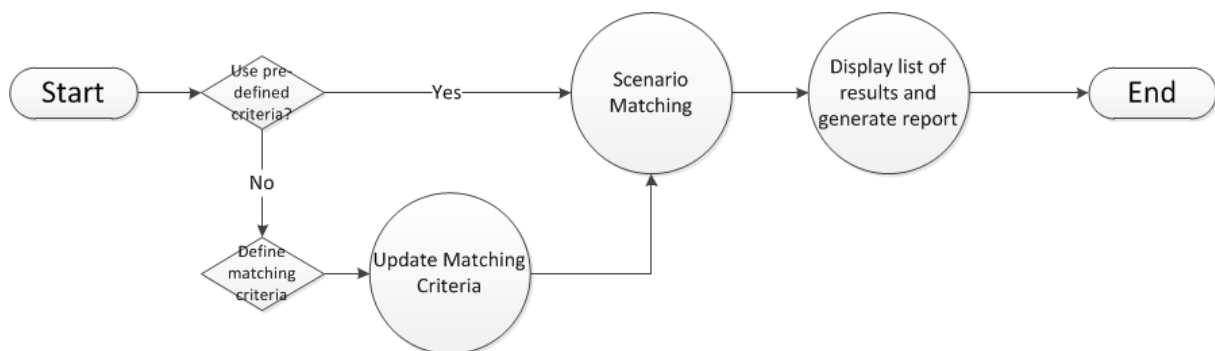 Start
Use pre-
defined
criteria?
Yes
Scenario
Matching
Display list of
results and
generate report
End
No
Define
matching
criteria
Update Matching
Criteria